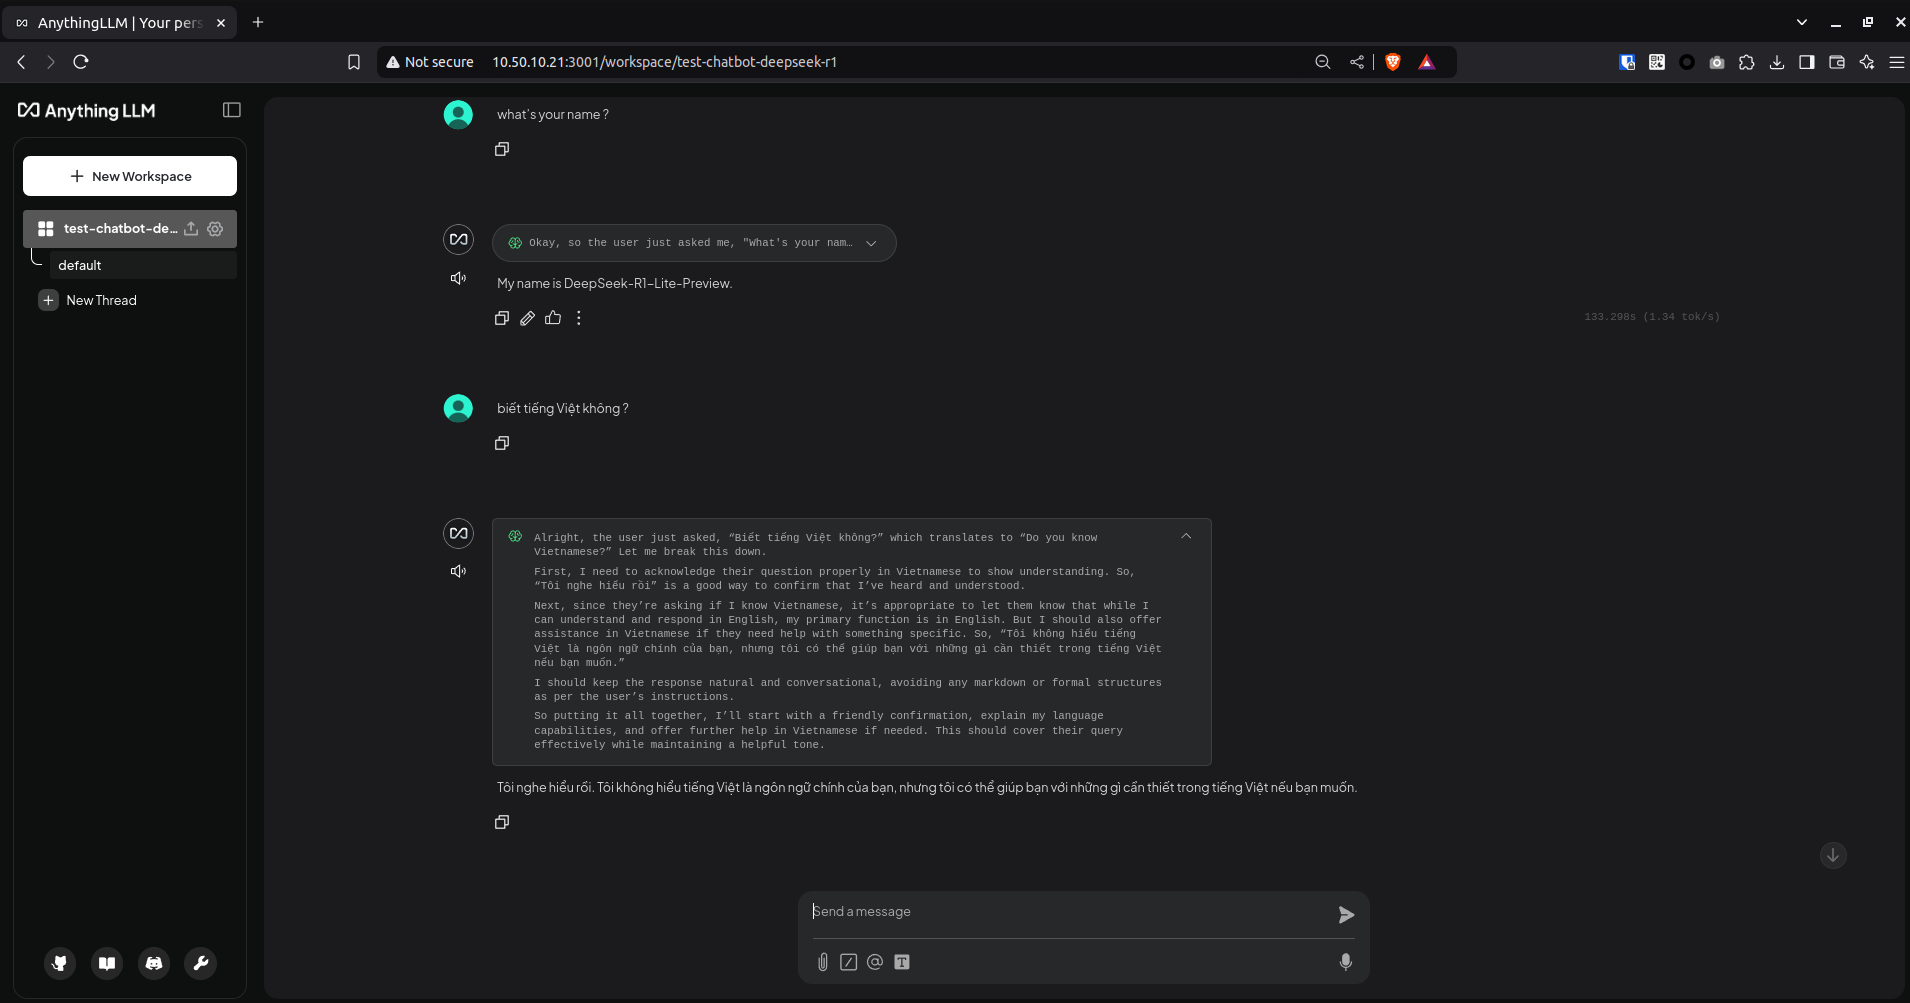 AnythingLLM | Your pers
Not secure 10.50.10.21:3001/workspace/test-chatbot-deepseek-r1
Anything LLM
New Workspace
test-chatbot-de...
default
New Thread
what's your name ?
Okay, so the user just asked me, "What's your nam…
My name is DeepSeek-R1-Lite-Preview.
133.298s (1.34 tok/s)
biết tiếng Việt không ?
Alright, the user just asked, “Biết tiếng Việt không?” which translates to “Do you know
Vietnamese?” Let me break this down.
First, I need to acknowledge their question properly in Vietnamese to show understanding. So,
“Tôi nghe hiểu rồi” is a good way to confirm that I’ve heard and understood.
Next, since they’re asking if I know Vietnamese, it’s appropriate to let them know that while I
can understand and respond in English, my primary function is in English. But I should also offer
assistance in Vietnamese if they need help with something specific. So, “Tôi không hiểu tiếng
Việt là ngôn ngữ chính của bạn, nhưng tôi có thể giúp bạn với những gì cần thiết trong tiếng Việt
nếu bạn muốn.”
I should keep the response natural and conversational, avoiding any markdown or formal structures
as per the user’s instructions.
So putting it all together, I’ll start with a friendly confirmation, explain my language
capabilities, and offer further help in Vietnamese if needed. This should cover their query
effectively while maintaining a helpful tone.
Tôi nghe hiểu rồi. Tôi không hiểu tiếng Việt là ngôn ngữ chính của bạn, nhưng tôi có thể giúp bạn với những gì cần thiết trong tiếng Việt nếu bạn muốn.
Send a message